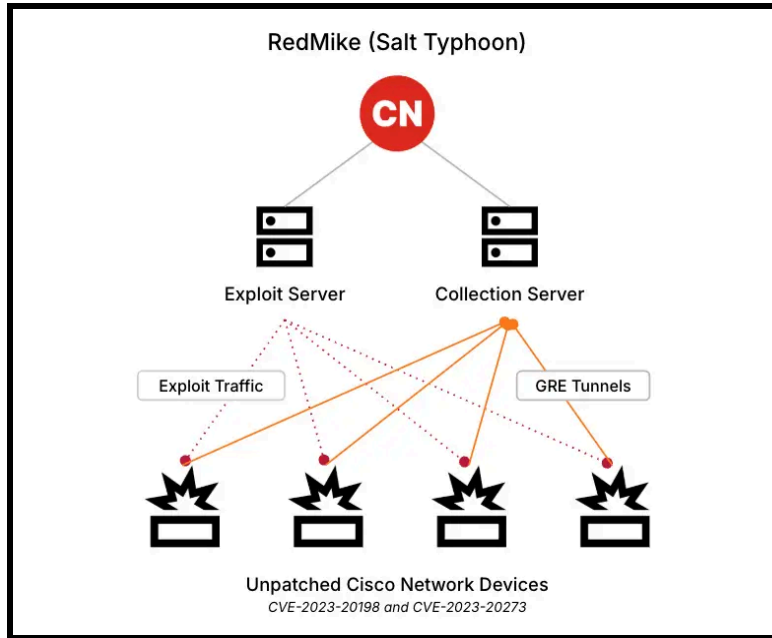 RedMike (Salt Typhoon)
CN
Exploit Server
Collection Server
Exploit Traffic
GRE Tunnels
Unpatched Cisco Network Devices
CVE-2023-20198 and CVE-2023-20273